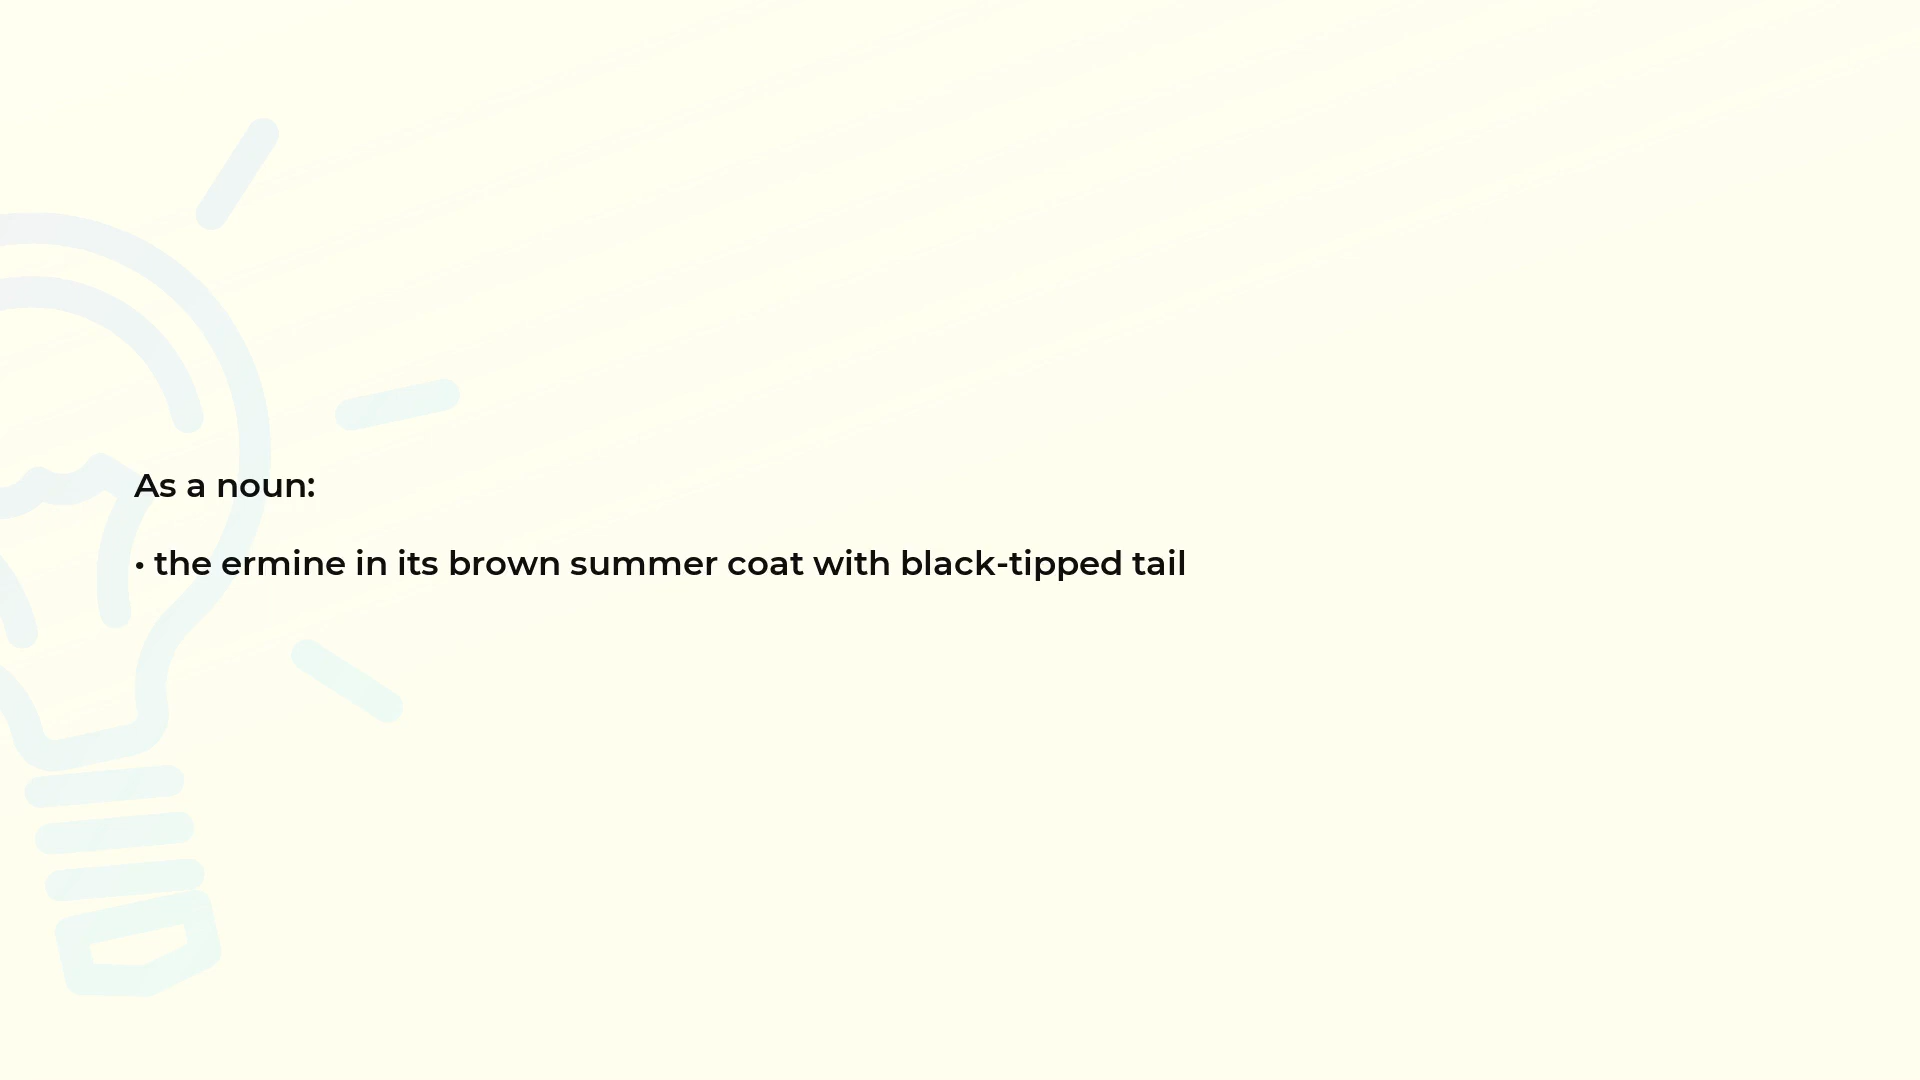 As a noun:
• the ermine in its brown summer coat with black-tipped tail